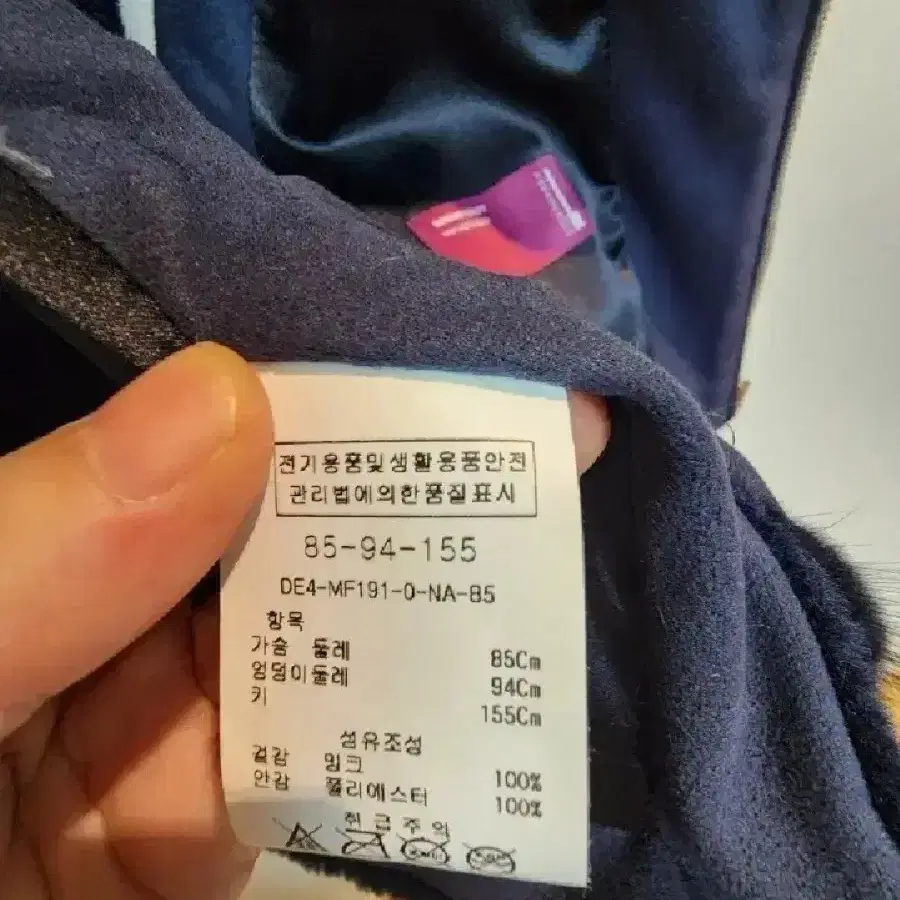 전기용품및생활용품안전
관리법에의한품질표시
85-94-155
DE4-MF191-0-NA-85
항목
가슴 둘레 85Cm
엉덩이둘레 94Cm
키 155Cm
섬유조성
겉감 밍크 100%
안감 폴리에스터 100%
취급주의